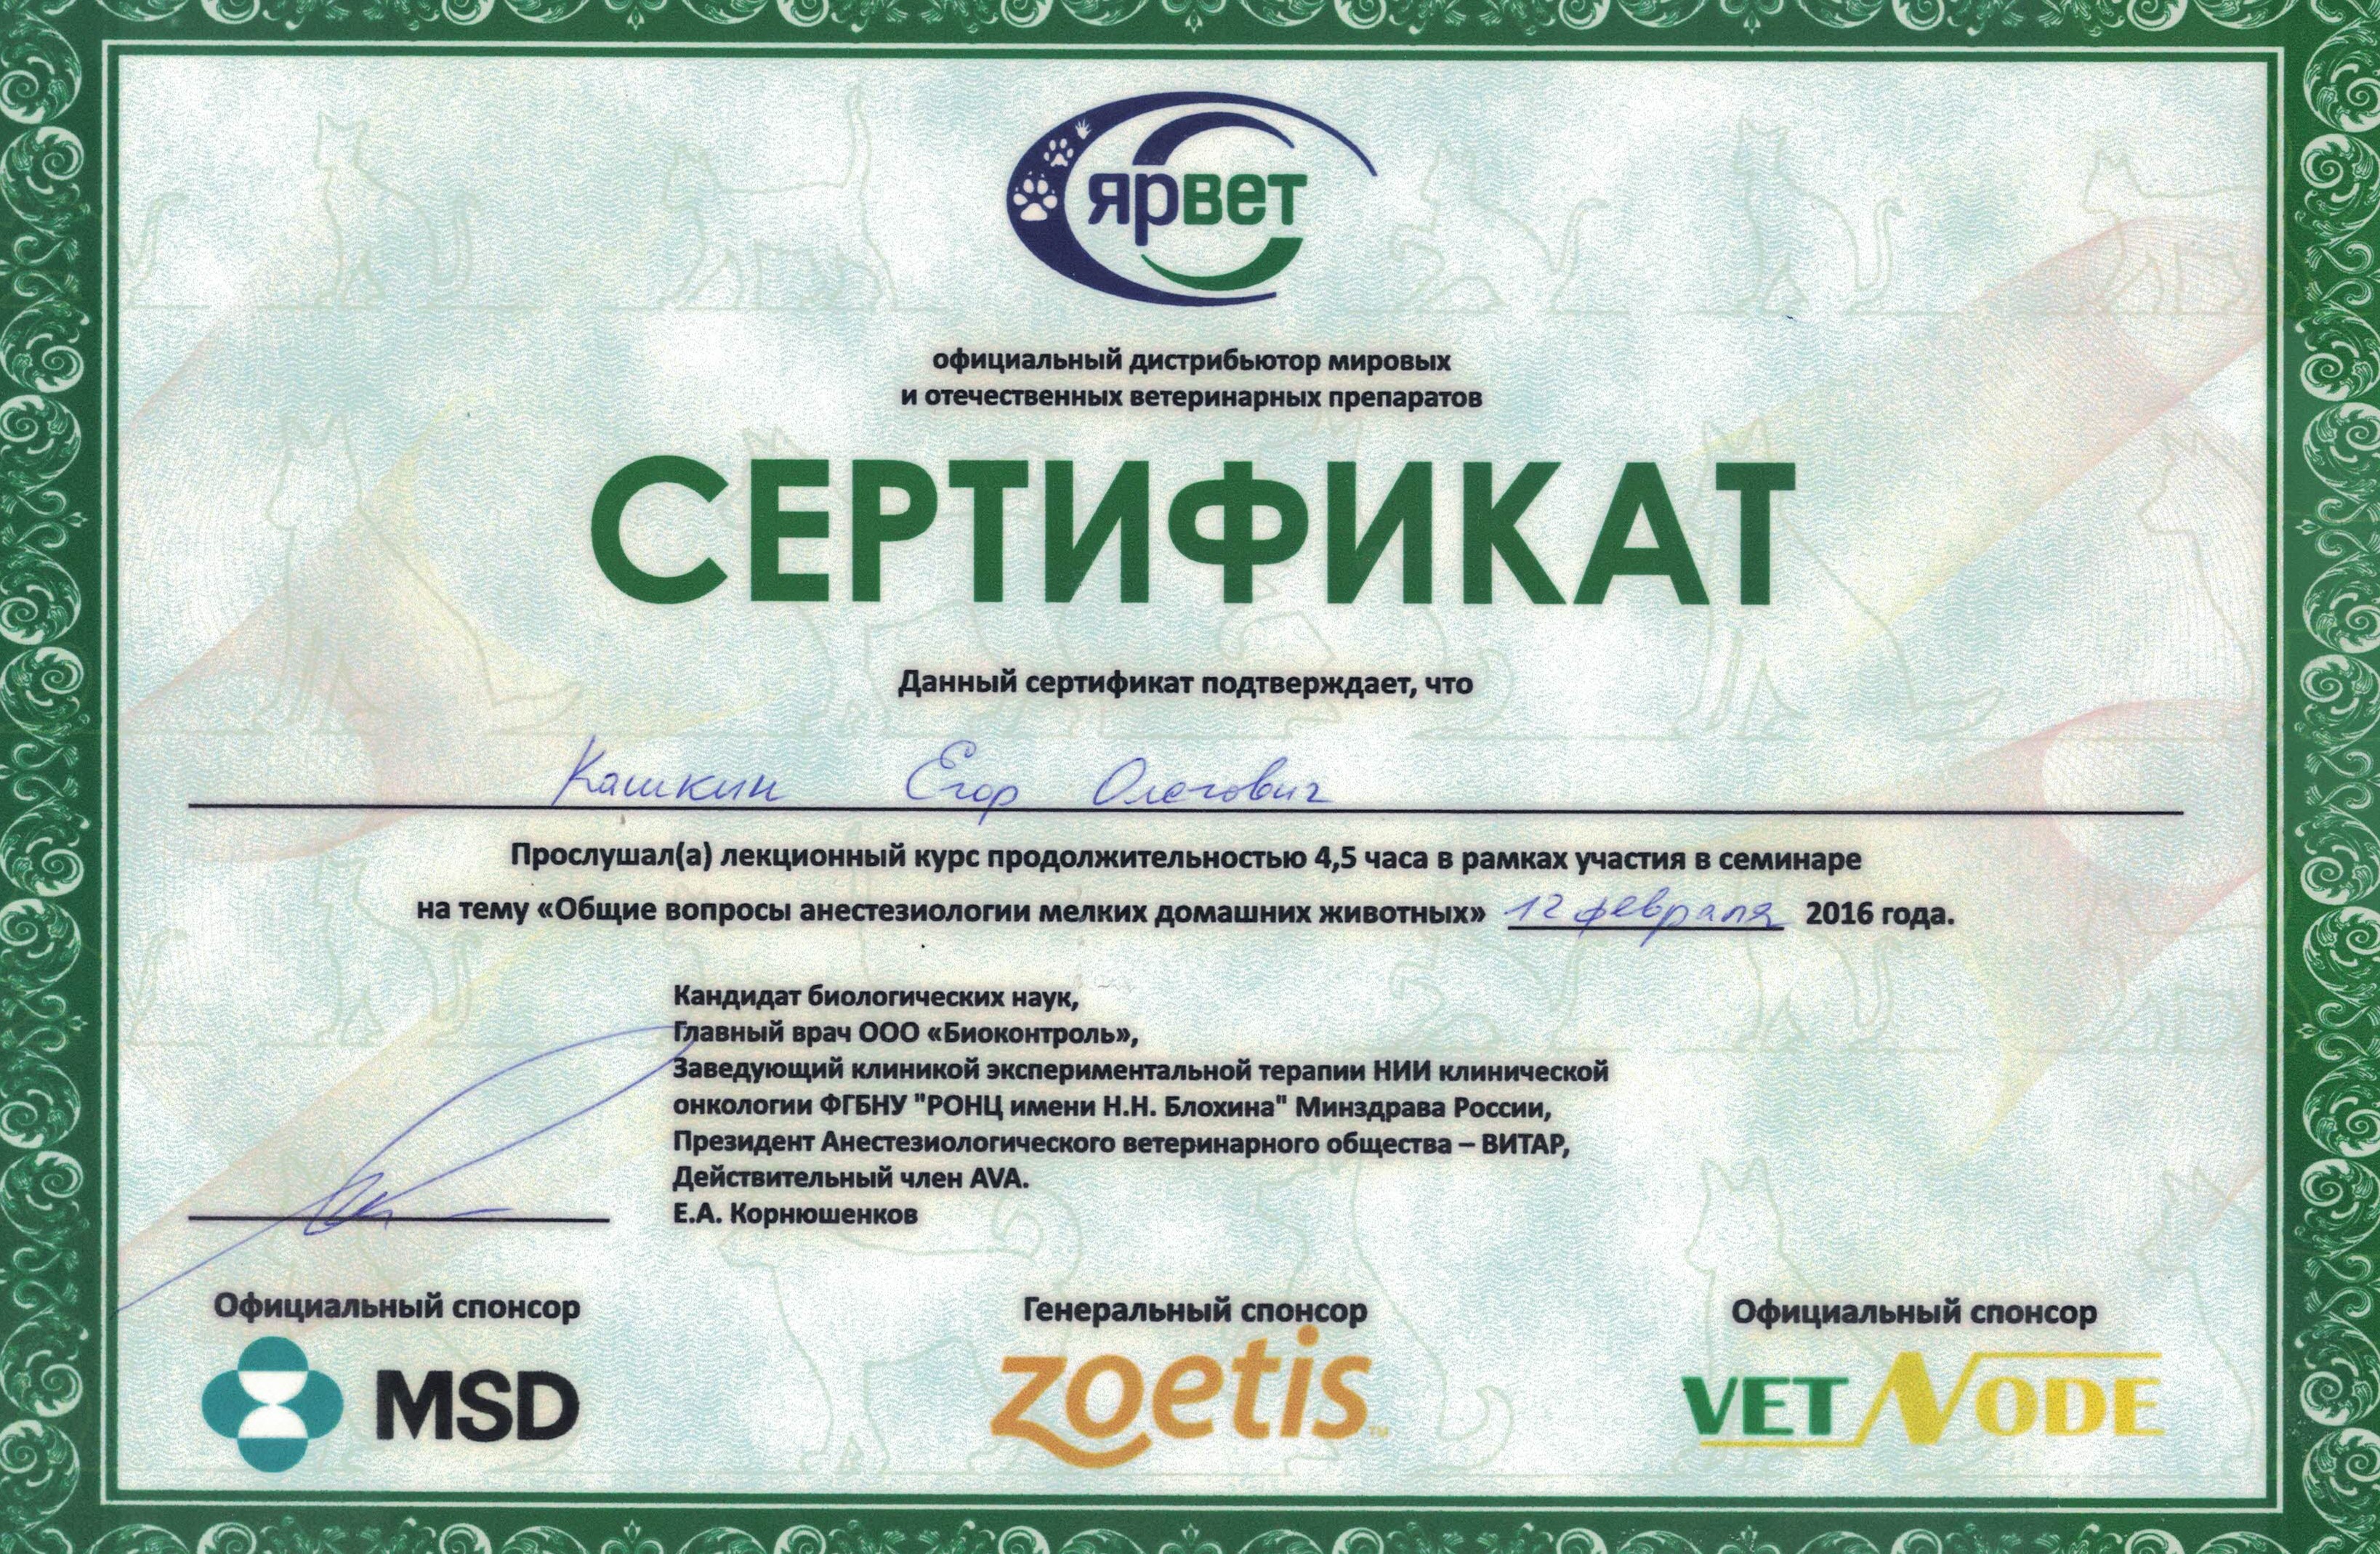 ярвет
официальный дистрибьютор мировых
и отечественных ветеринарных препаратов
СЕРТИФИКАТ
Данный сертификат подтверждает, что
Кашкин Егор Олегович
Прослушал(а) лекционный курс продолжительностью 4,5 часа в рамках участия в семинаре
на тему «Общие вопросы анестезиологии мелких домашних животных» 12 февраля 2016 года.
Кандидат биологических наук,
Главный врач ООО «Биоконтроль»,
Заведующий клиникой экспериментальной терапии НИИ клинической
онкологии ФГБНУ "РОНЦ имени Н.Н. Блохина" Минздрава России,
Президент Анестезиологического ветеринарного общества – ВИТАР,
Действительный член AVA.
Е.А. Корнюшенков
Официальный спонсор Генеральный спонсор Официальный спонсор
MSD zoetis™ VETNODE